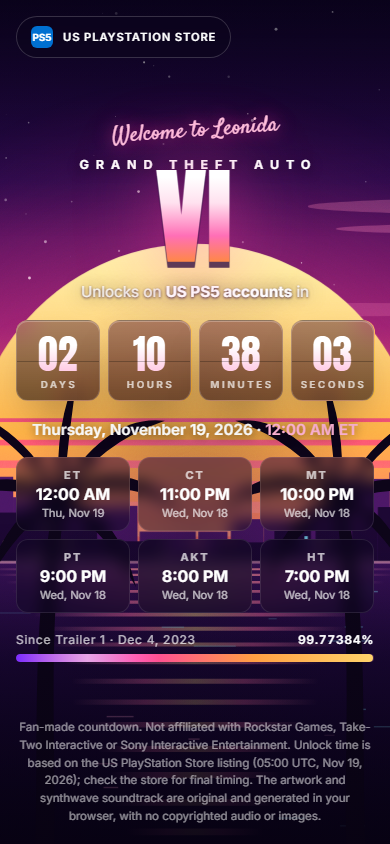 PS5 US PLAYSTATION STORE
Welcome to Leonida
GRAND THEFT AUTO
VI
Unlocks on US PS5 accounts in
02 10 38 03
DAYS HOURS MINUTES SECONDS
Thursday, November 19, 2026 · 12:00 AM ET
ET CT MT
12:00 AM 11:00 PM 10:00 PM
Thu, Nov 19 Wed, Nov 18 Wed, Nov 18
PT AKT HT
9:00 PM 8:00 PM 7:00 PM
Wed, Nov 18 Wed, Nov 18 Wed, Nov 18
Since Trailer 1 · Dec 4, 2023 99.77384%
Fan-made countdown. Not affiliated with Rockstar Games, Take-
Two Interactive or Sony Interactive Entertainment. Unlock time is
based on the US PlayStation Store listing (05:00 UTC, Nov 19,
2026); check the store for final timing. The artwork and
synthwave soundtrack are original and generated in your
browser, with no copyrighted audio or images.